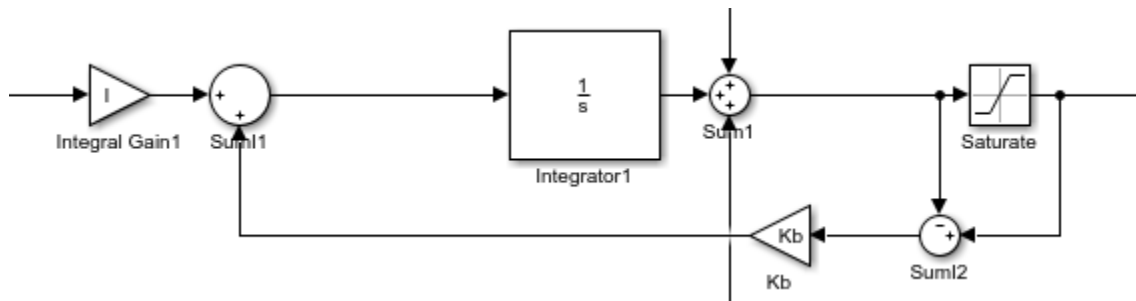 I
Integral Gain1
+
+
SumI1
1
s
Integrator1
+
+
+
Sum1
Saturate
Kb
Kb
−
+
SumI2